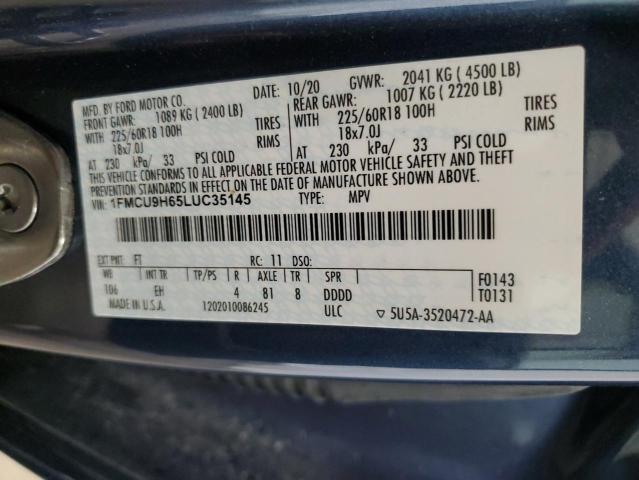 MFD. BY FORD MOTOR CO.
DATE: 10/20 GVWR: 2041 KG ( 4500 LB)
FRONT GAWR: 1089 KG ( 2400 LB) REAR GAWR: 1007 KG ( 2220 LB)
WITH 225/60R18 100H TIRES WITH 225/60R18 100H TIRES
18x7.0J RIMS 18x7.0J RIMS
AT 230 kPa/ 33 PSI COLD AT 230 kPa/ 33 PSI COLD
THIS VEHICLE CONFORMS TO ALL APPLICABLE FEDERAL MOTOR VEHICLE SAFETY AND THEFT
PREVENTION STANDARDS IN EFFECT ON THE DATE OF MANUFACTURE SHOWN ABOVE.
VIN: 1FMCU9H65LUC35145 TYPE: MPV
EXT PNT: FT RC: 11 DSO:
WB INT TR TP/PS R AXLE TR SPR F0143
106 EH 4 81 8 DDDD T0131
MADE IN U.S.A. 1202010086245 ULC ▽ 5U5A-3520472-AA